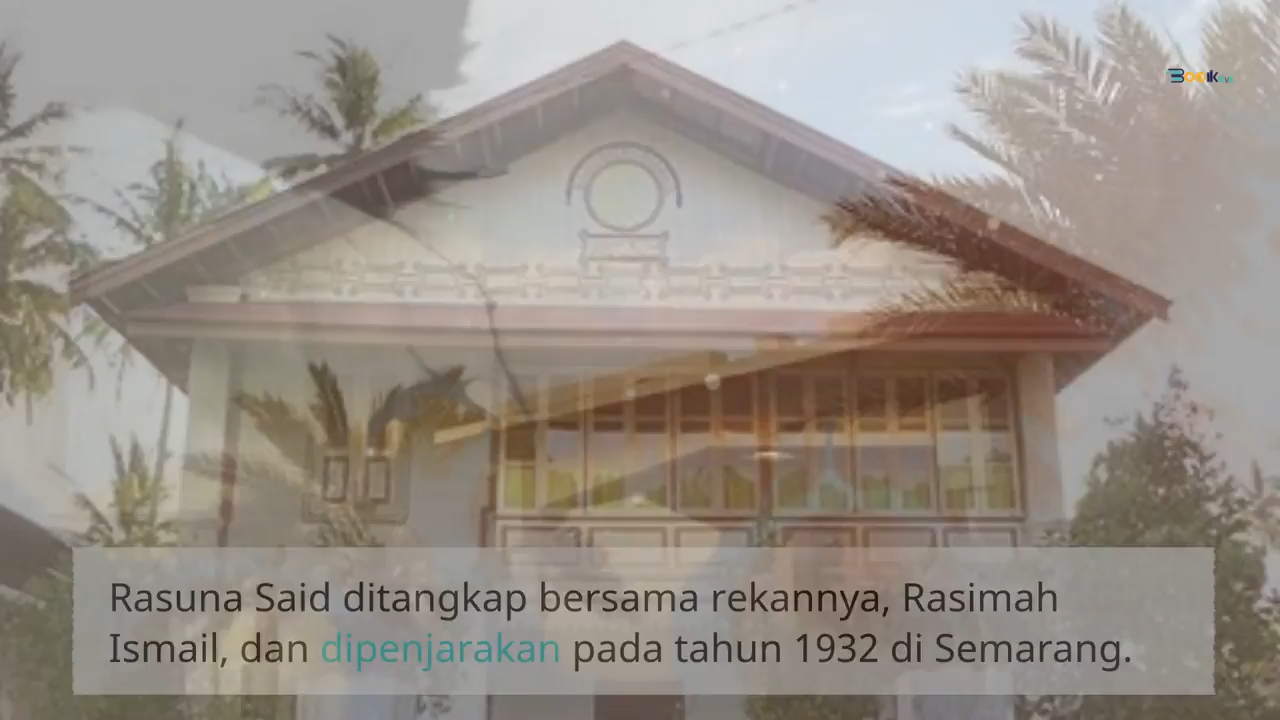 Rasuna Said ditangkap bersama rekannya, Rasimah
Ismail, dan dipenjarakan pada tahun 1932 di Semarang.